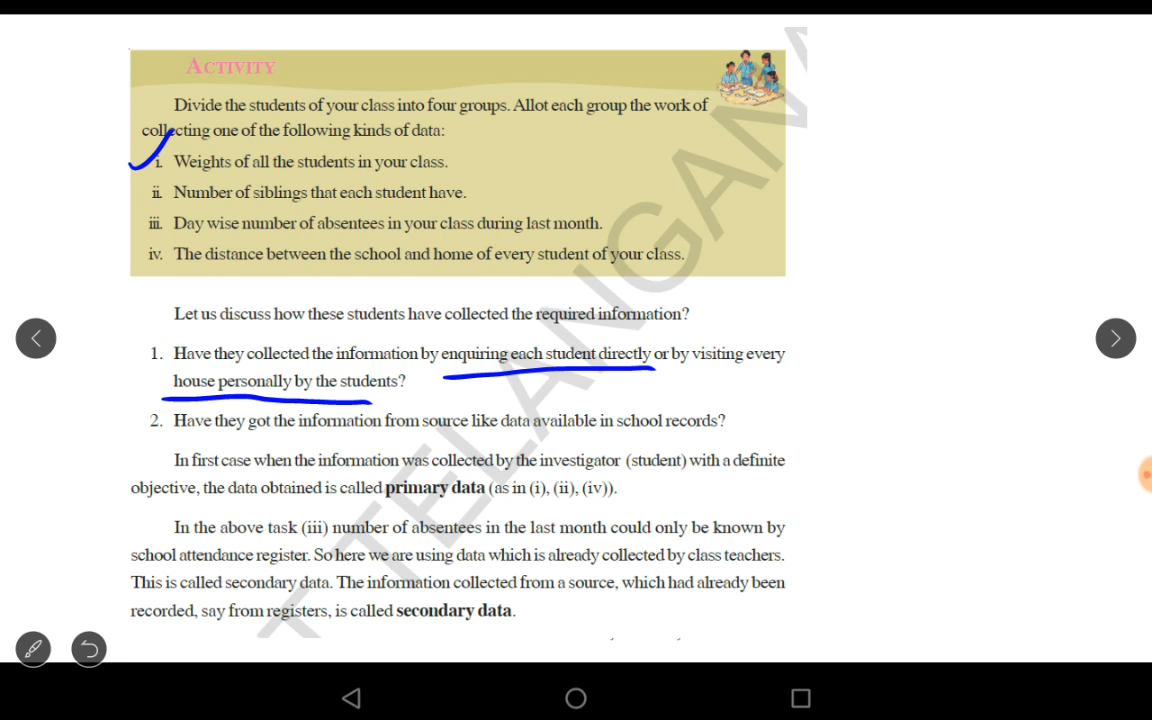 ACTIVITY
Divide the students of your class into four groups. Allot each group the work of
collecting one of the following kinds of data:
i. Weights of all the students in your class.
ii. Number of siblings that each student have.
iii. Day wise number of absentees in your class during last month.
iv. The distance between the school and home of every student of your class.
Let us discuss how these students have collected the required information?
1. Have they collected the information by enquiring each student directly or by visiting every
house personally by the students?
2. Have they got the information from source like data available in school records?
In first case when the information was collected by the investigator (student) with a definite
objective, the data obtained is called primary data (as in (i), (ii), (iv)).
In the above task (iii) number of absentees in the last month could only be known by
school attendance register. So here we are using data which is already collected by class teachers.
This is called secondary data. The information collected from a source, which had already been
recorded, say from registers, is called secondary data.
T TELANGANA